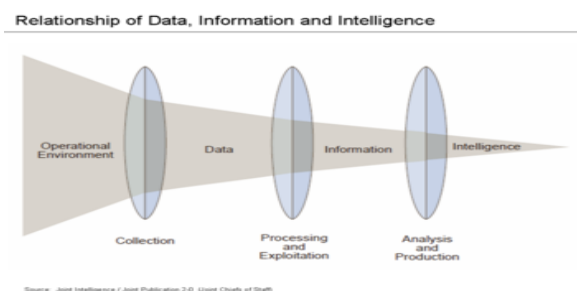 Relationship of Data, Information and Intelligence
Operational
Environment
Data
Information
Intelligence
Collection
Processing
and
Exploitation
Analysis
and
Production
Source: Joint Intelligence / Joint Publication 2-0 (Joint Chiefs of Staff)